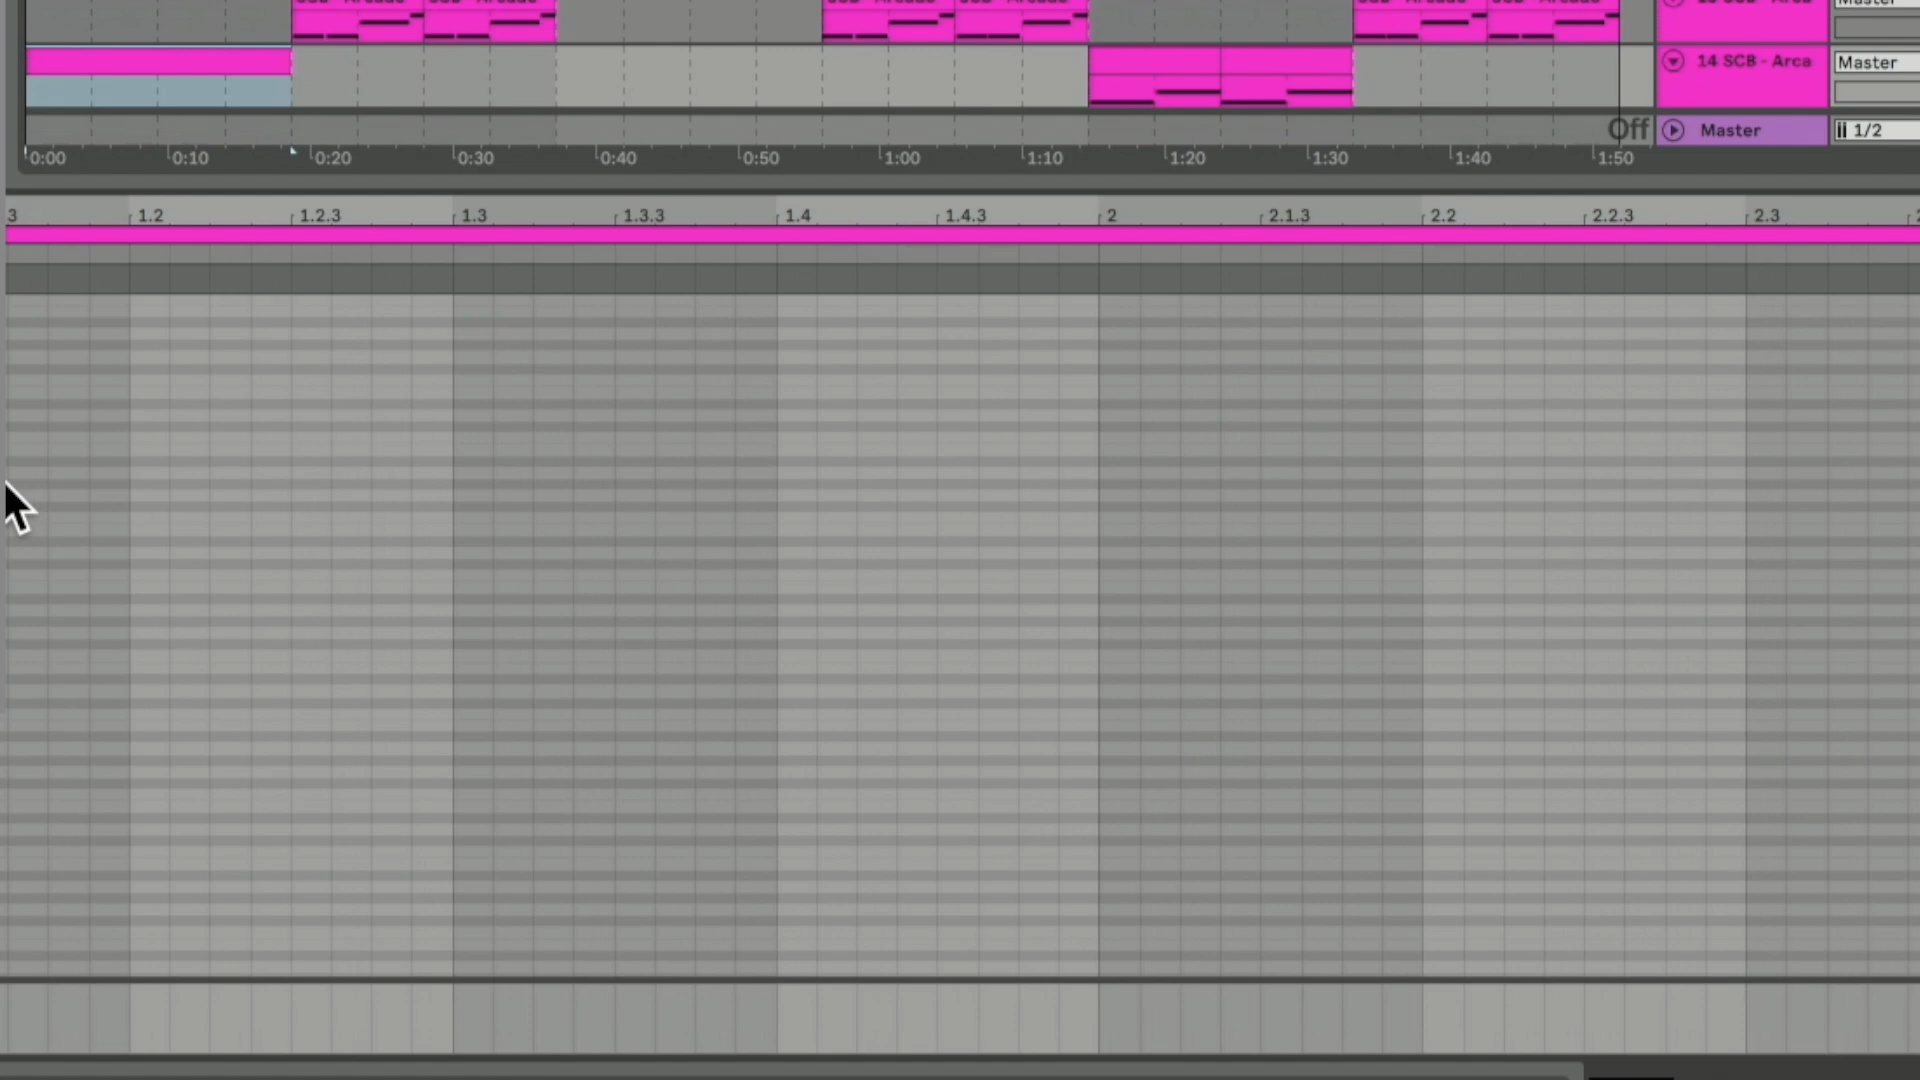 14 SCB - Arca
Master
Off
Master
1/2
0:00 0:10 0:20 0:30 0:40 0:50 1:00 1:10 1:20 1:30 1:40 1:50
3 1.2 1.2.3 1.3 1.3.3 1.4 1.4.3 2 2.1.3 2.2 2.2.3 2.3